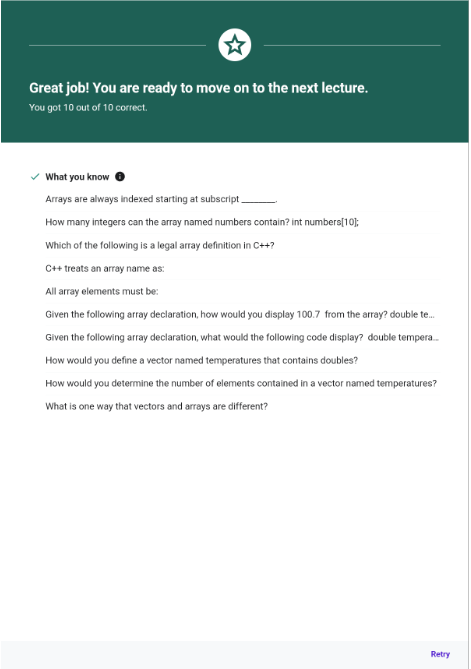 Great job! You are ready to move on to the next lecture.
You got 10 out of 10 correct.
What you know
Arrays are always indexed starting at subscript ________.
How many integers can the array named numbers contain? int numbers[10];
Which of the following is a legal array definition in C++?
C++ treats an array name as:
All array elements must be:
Given the following array declaration, how would you display 100.7 from the array? double te...
Given the following array declaration, what would the following code display? double tempera...
How would you define a vector named temperatures that contains doubles?
How would you determine the number of elements contained in a vector named temperatures?
What is one way that vectors and arrays are different?
Retry